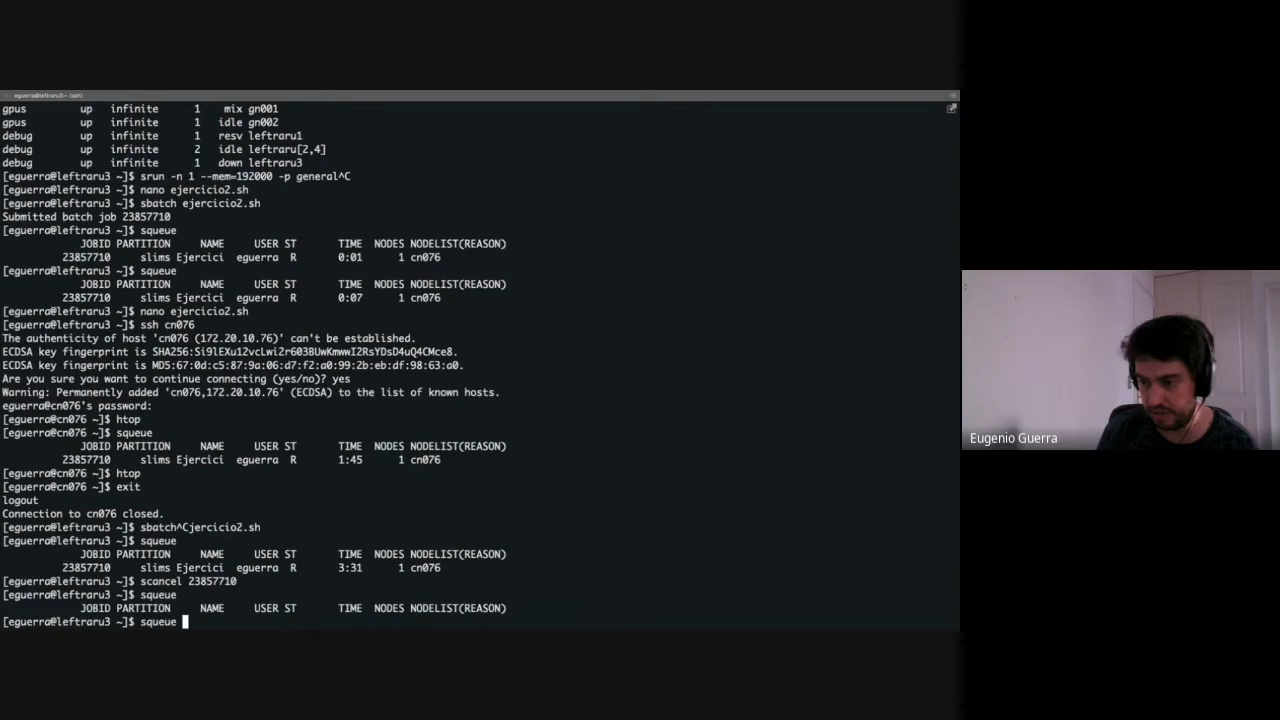 eguerra@leftraru3:~ (ssh)
gpus up infinite 1 mix gn001
gpus up infinite 1 idle gn002
debug up infinite 1 resv leftraru1
debug up infinite 2 idle leftraru[2,4]
debug up infinite 1 down leftraru3
[eguerra@leftraru3 ~]$ srun -n 1 --mem=192000 -p general^C
[eguerra@leftraru3 ~]$ nano ejercicio2.sh
[eguerra@leftraru3 ~]$ sbatch ejercicio2.sh
Submitted batch job 23857710
[eguerra@leftraru3 ~]$ squeue
JOBID PARTITION NAME USER ST TIME NODES NODELIST(REASON)
23857710 slims Ejercici eguerra R 0:01 1 cn076
[eguerra@leftraru3 ~]$ squeue
JOBID PARTITION NAME USER ST TIME NODES NODELIST(REASON)
23857710 slims Ejercici eguerra R 0:07 1 cn076
[eguerra@leftraru3 ~]$ nano ejercicio2.sh
[eguerra@leftraru3 ~]$ ssh cn076
The authenticity of host 'cn076 (172.20.10.76)' can't be established.
ECDSA key fingerprint is SHA256:Si9lEXu12vcLwi2r603BUwKmwwI2RsYDsD4uQ4CMce8.
ECDSA key fingerprint is MD5:67:0d:c5:87:9a:06:d7:f2:a0:99:2b:eb:df:98:63:a0.
Are you sure you want to continue connecting (yes/no)? yes
Warning: Permanently added 'cn076,172.20.10.76' (ECDSA) to the list of known hosts.
eguerra@cn076's password:
[eguerra@cn076 ~]$ htop
[eguerra@cn076 ~]$ squeue
JOBID PARTITION NAME USER ST TIME NODES NODELIST(REASON)
23857710 slims Ejercici eguerra R 1:45 1 cn076
[eguerra@cn076 ~]$ htop
[eguerra@cn076 ~]$ exit
logout
Connection to cn076 closed.
[eguerra@leftraru3 ~]$ sbatch^Cjercicio2.sh
[eguerra@leftraru3 ~]$ squeue
JOBID PARTITION NAME USER ST TIME NODES NODELIST(REASON)
23857710 slims Ejercici eguerra R 3:31 1 cn076
[eguerra@leftraru3 ~]$ scancel 23857710
[eguerra@leftraru3 ~]$ squeue
JOBID PARTITION NAME USER ST TIME NODES NODELIST(REASON)
[eguerra@leftraru3 ~]$ squeue
Eugenio Guerra